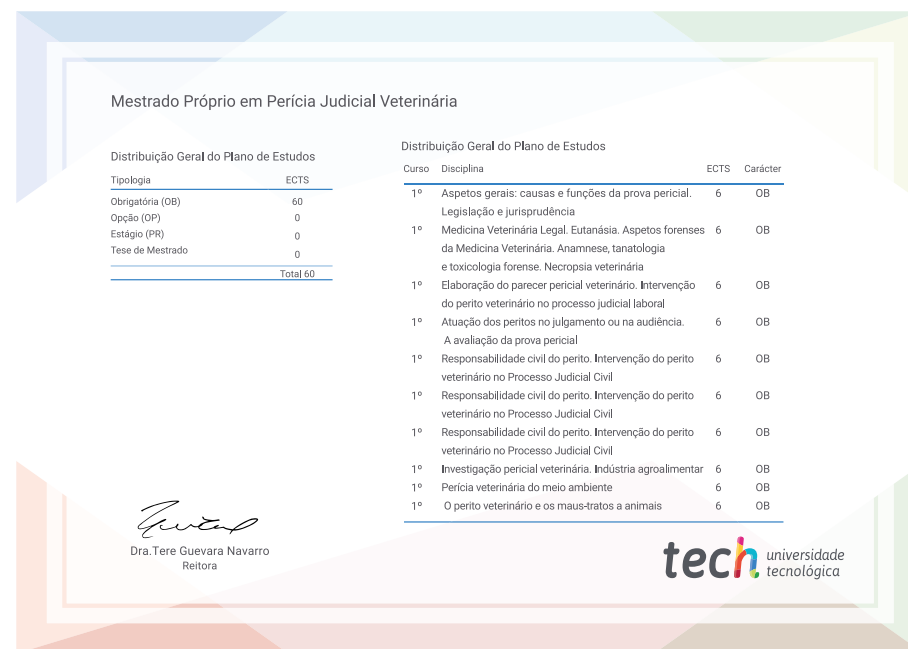 Mestrado Próprio em Perícia Judicial Veterinária
Distribuição Geral do Plano de Estudos
Tipologia ECTS
Obrigatória (OB) 60
Opção (OP) 0
Estágio (PR) 0
Tese de Mestrado 0
Total 60
Distribuição Geral do Plano de Estudos
Curso Disciplina ECTS Carácter
1º Aspetos gerais: causas e funções da prova pericial. 6 OB
Legislação e jurisprudência
1º Medicina Veterinária Legal. Eutanásia. Aspetos forenses 6 OB
da Medicina Veterinária. Anamnese, tanatologia
e toxicologia forense. Necropsia veterinária
1º Elaboração do parecer pericial veterinário. Intervenção 6 OB
do perito veterinário no processo judicial laboral
1º Atuação dos peritos no julgamento ou na audiência. 6 OB
A avaliação da prova pericial
1º Responsabilidade civil do perito. Intervenção do perito 6 OB
veterinário no Processo Judicial Civil
1º Responsabilidade civil do perito. Intervenção do perito 6 OB
veterinário no Processo Judicial Civil
1º Responsabilidade civil do perito. Intervenção do perito 6 OB
veterinário no Processo Judicial Civil
1º Investigação pericial veterinária. Indústria agroalimentar 6 OB
1º Perícia veterinária do meio ambiente 6 OB
1º O perito veterinário e os maus-tratos a animais 6 OB
Dra.Tere Guevara Navarro
Reitora
tech universidade
tecnológica